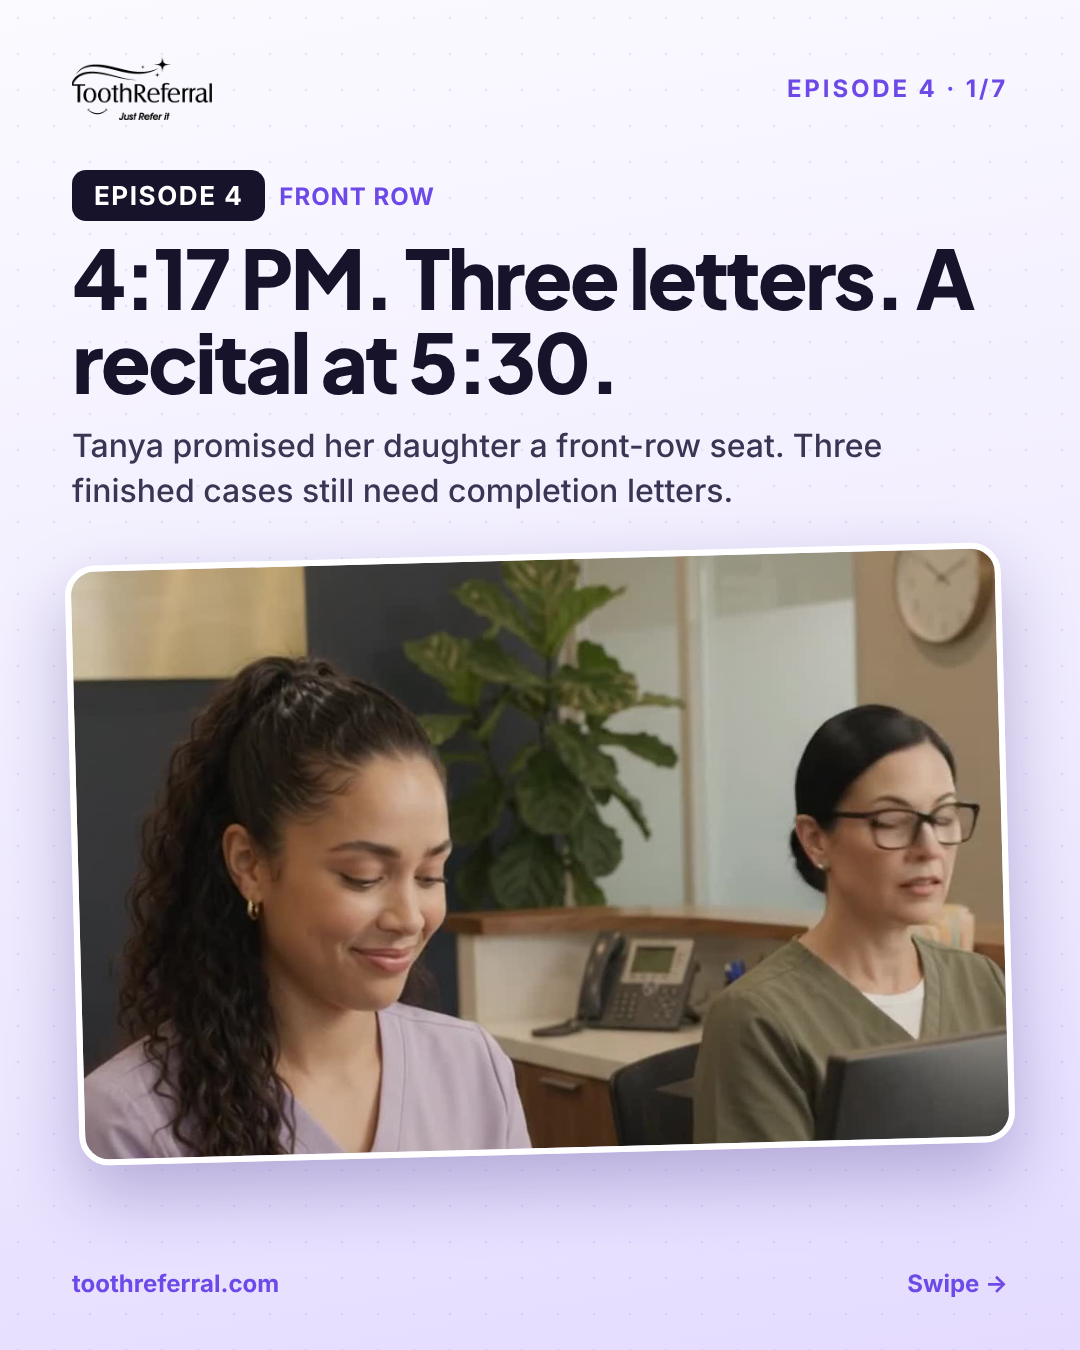 ToothReferral
Just Refer it
EPISODE 4 · 1/7
EPISODE 4
FRONT ROW
4:17 PM. Three letters. A
recital at 5:30.
Tanya promised her daughter a front-row seat. Three
finished cases still need completion letters.
toothreferral.com
Swipe →